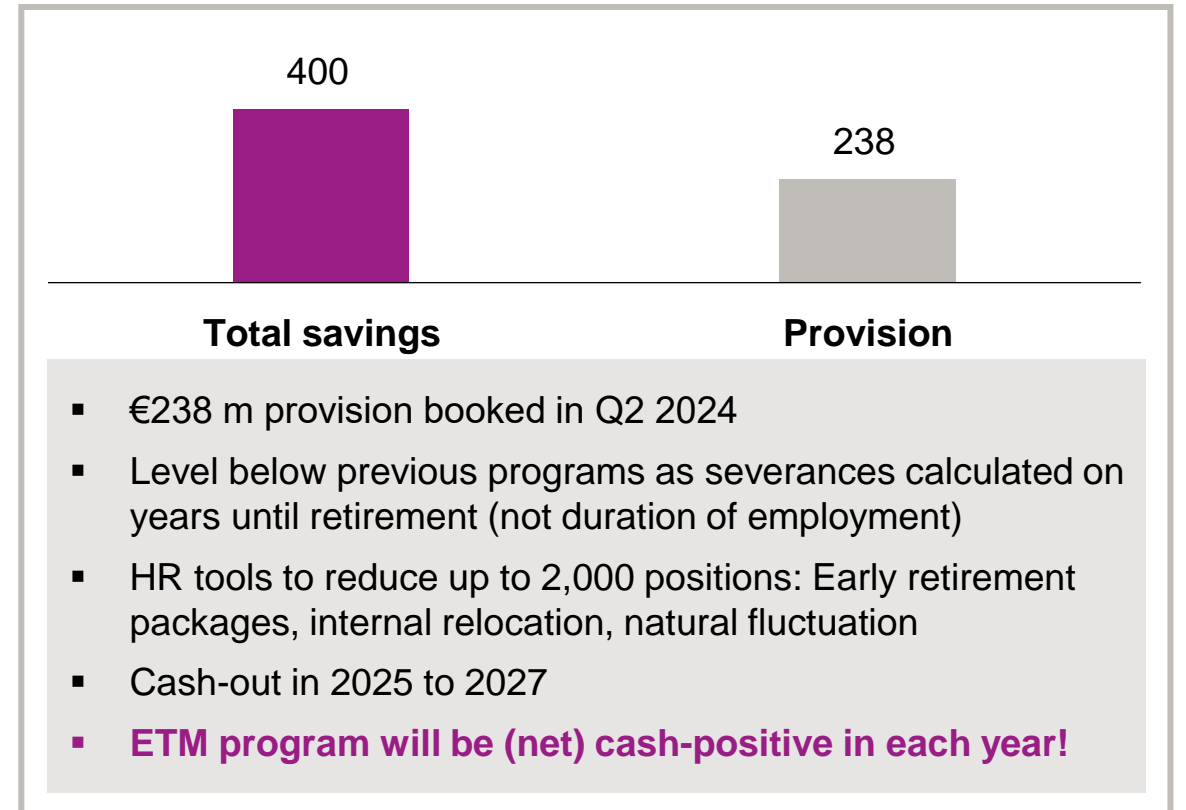 400
238
Total savings
Provision
▪ €238 m provision booked in Q2 2024
▪ Level below previous programs as severances calculated on
years until retirement (not duration of employment)
▪ HR tools to reduce up to 2,000 positions: Early retirement
packages, internal relocation, natural fluctuation
▪ Cash-out in 2025 to 2027
▪ ETM program will be (net) cash-positive in each year!